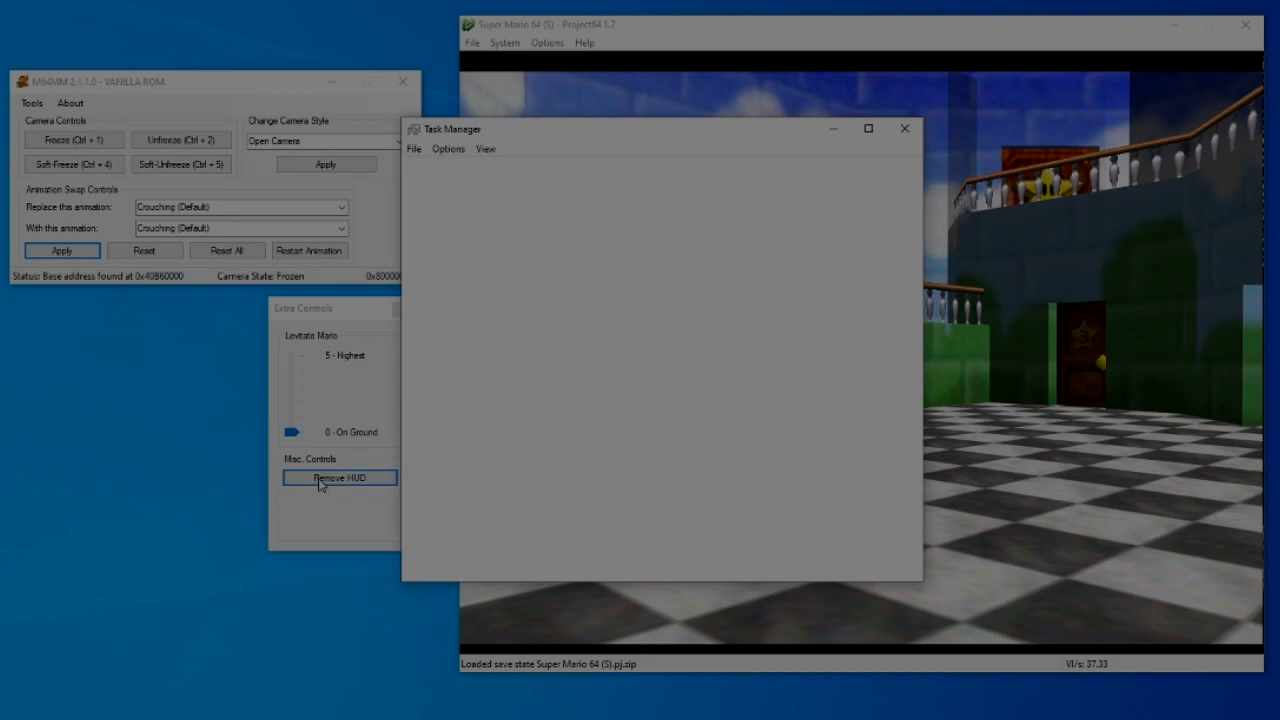 Super Mario 64 (S) - Project64 1.7
File System Options Help
M64MM 2.1.1.0 - VANILLA ROM.
Tools About
Camera Controls
Freeze (Ctrl + 1) Unfreeze (Ctrl + 2)
Soft-Freeze (Ctrl + 4) Soft-Unfreeze (Ctrl + 5)
Change Camera Style
Open Camera
Apply
Animation Swap Controls
Replace this animation: Crouching (Default)
With this animation: Crouching (Default)
Apply Reset Reset All Restart Animation
Status: Base address found at 0x40B60000 Camera State: Frozen 0x80000
Task Manager
File Options View
Extra Controls
Levitate Mario
5 - Highest
0 - On Ground
Misc. Controls
Remove HUD
3
Loaded save state Super Mario 64 (S).pj.zip VI/s: 37.33